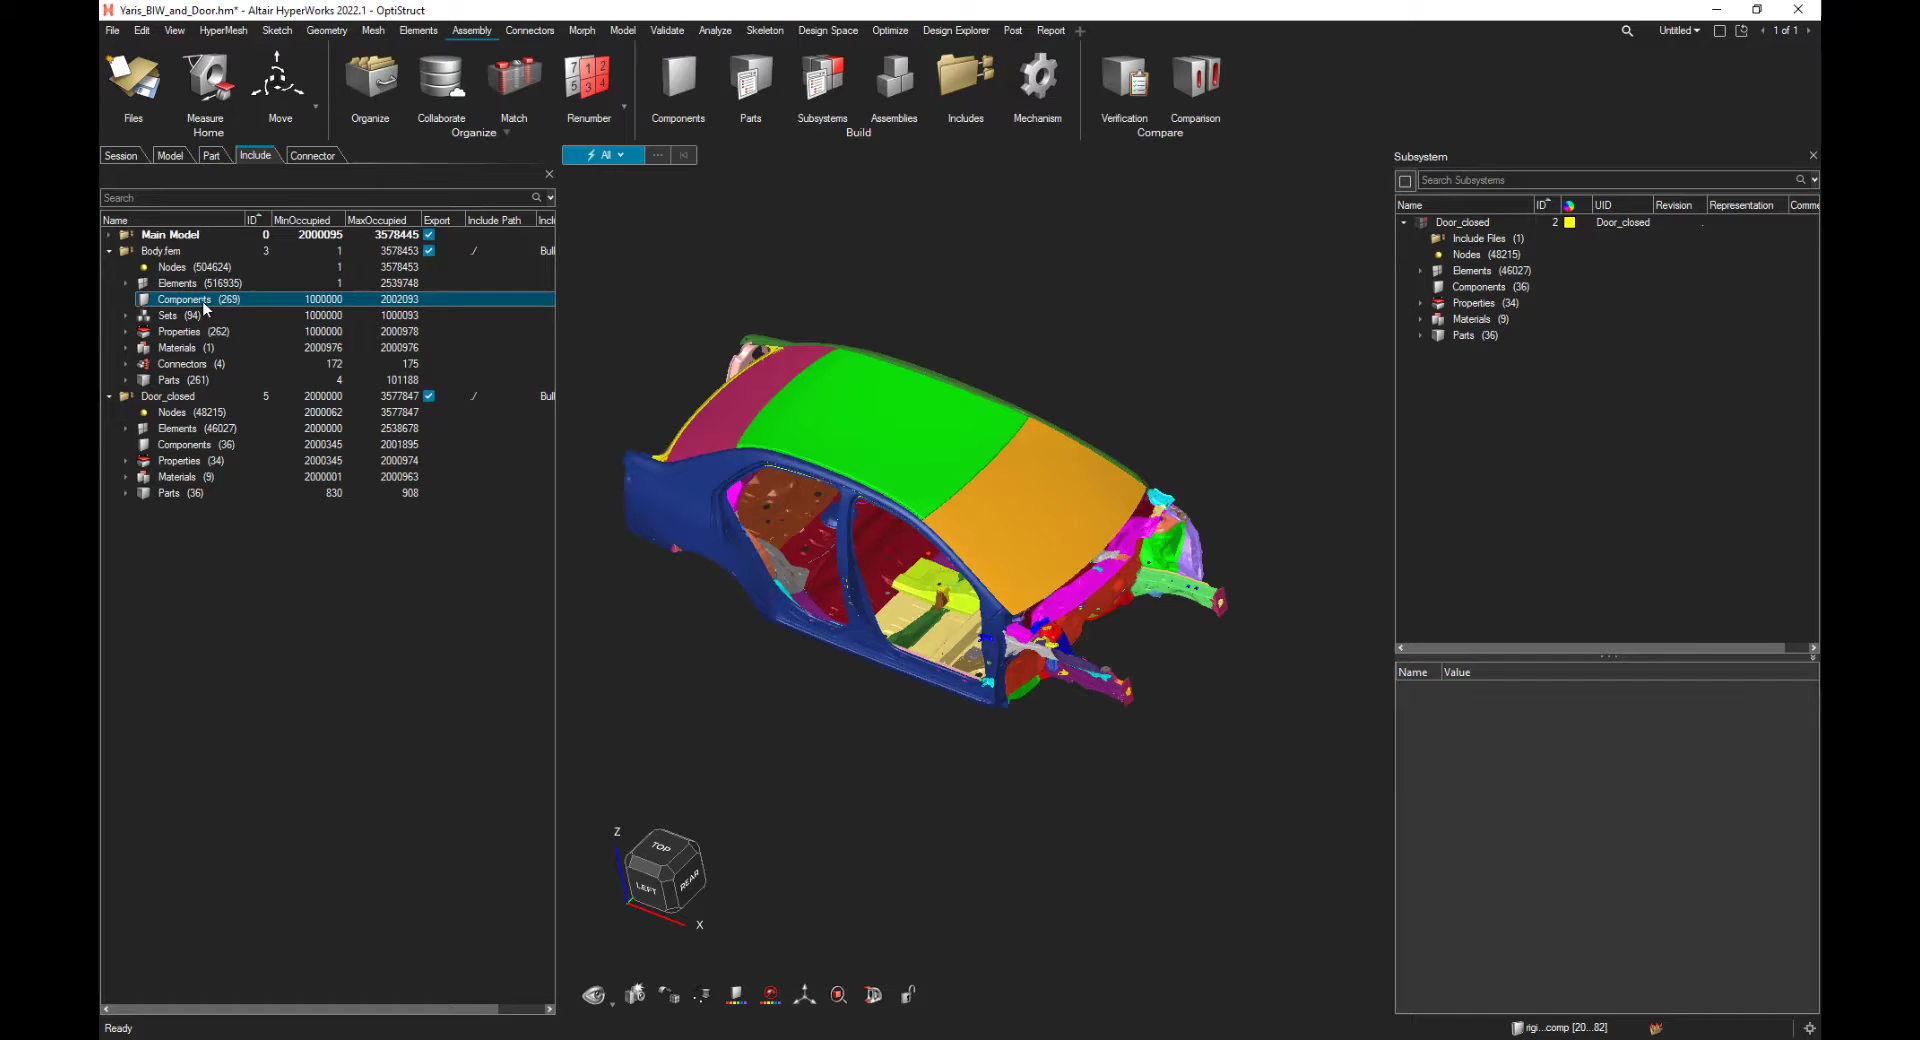 Yaris_BIW_and_Door.hm* - Altair HyperWorks 2022.1 - OptiStruct
File Edit View HyperMesh Sketch Geometry Mesh Elements Assembly Connectors Morph Model Validate Analyze Skeleton Design Space Optimize Design Explorer Post Report Untitled 1 of 1
Files Measure Move Organize Collaborate Match Renumber Components Parts Subsystems Assemblies Includes Mechanism Verification Comparison
Home Organize Build Compare
Session Model Part Include Connector
All
Search
Name ID MinOccupied MaxOccupied Export Include Path Incl
Main Model 0 2000095 3578445
Body.fem 3 1 3578453 ./ Bull
Nodes (504624) 1 3578453
Elements (516935) 1 2539748
Components (269) 1000000 2002093
Sets (94) 1000000 1000093
Properties (262) 1000000 2000978
Materials (1) 2000976 2000976
Connectors (4) 172 175
Parts (261) 4 101188
Door_closed 5 2000000 3577847 ./ Bull
Nodes (48215) 2000062 3577847
Elements (46027) 2000000 2538678
Components (36) 2000345 2001895
Properties (34) 2000345 2000974
Materials (9) 2000001 2000963
Parts (36) 830 908
Subsystem
Search Subsystems
Name ID UID Revision Representation Comme
Door_closed 2 Door_closed .
Include Files (1)
Nodes (48215)
Elements (46027)
Components (36)
Properties (34)
Materials (9)
Parts (36)
Name Value
Z
TOP
LEFT REAR
X
Ready
rigi...comp [20...82]